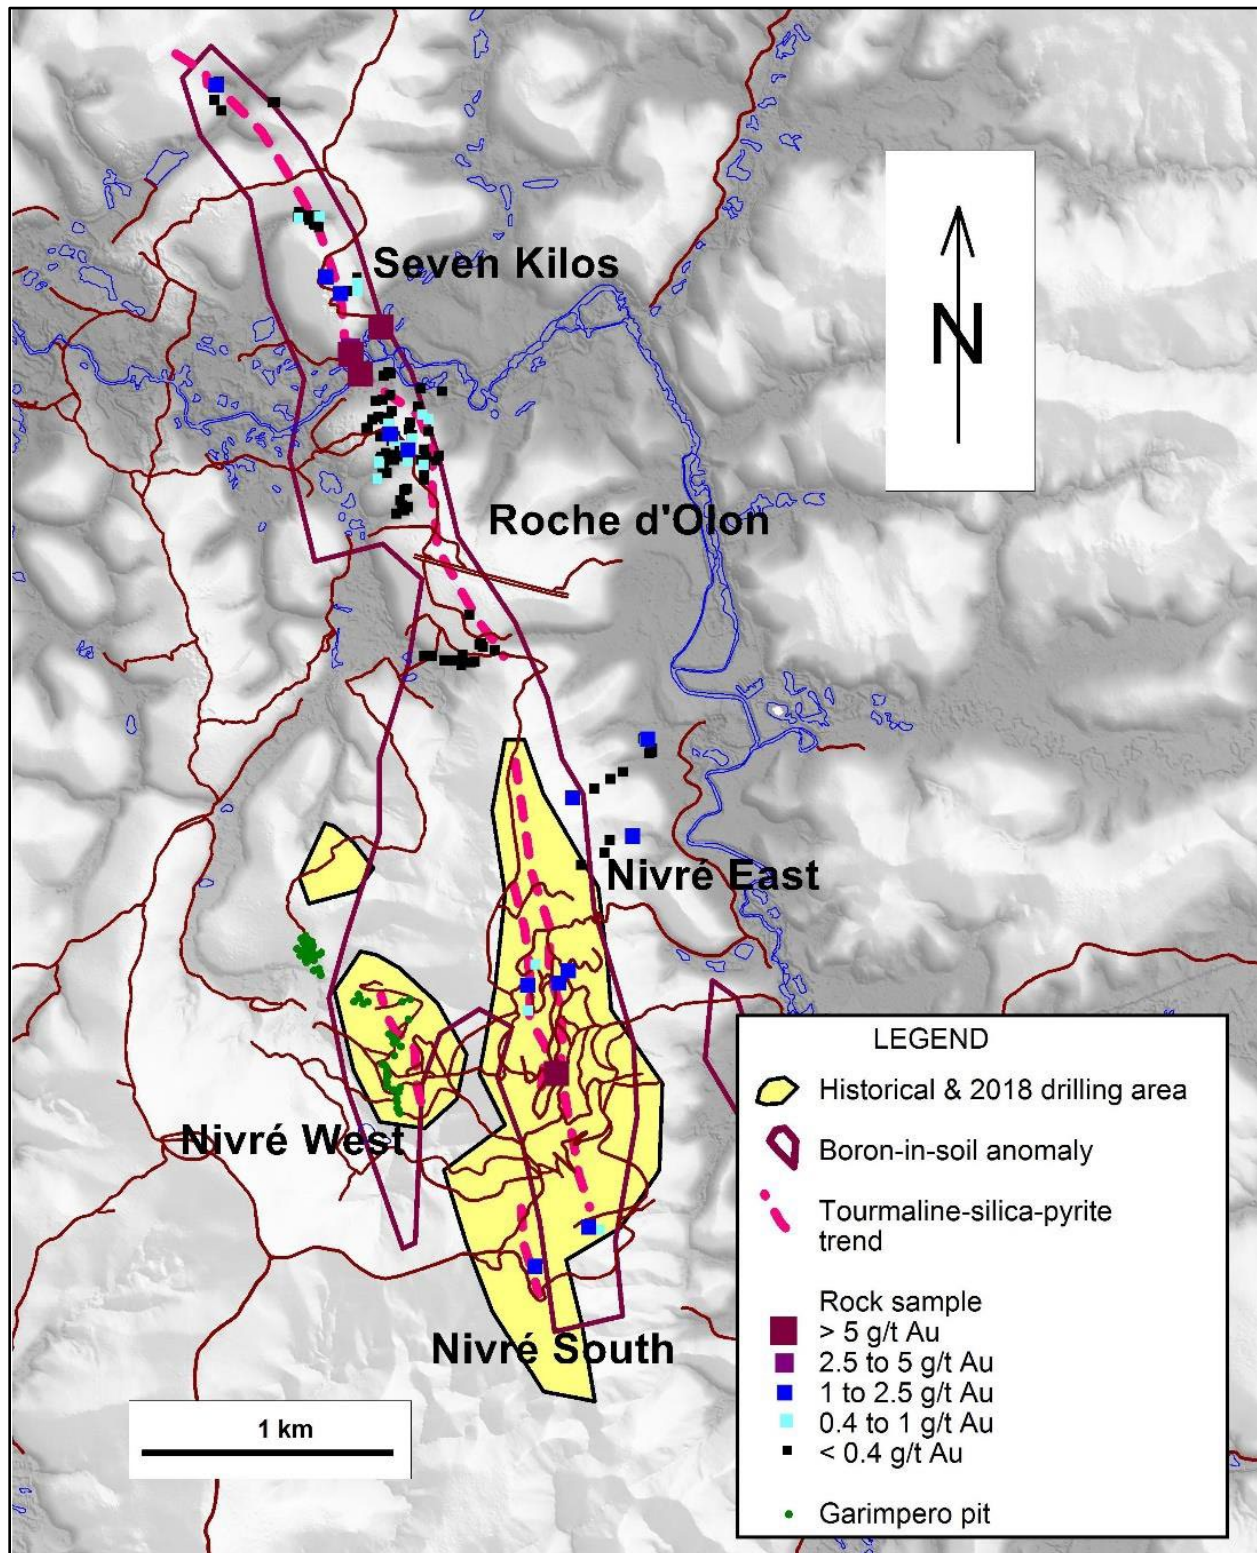 Seven Kilos
N
Roche d'Olon
Nivré East
Nivré West
Nivré South
1 km
LEGEND
Historical & 2018 drilling area
Boron-in-soil anomaly
Tourmaline-silica-pyrite
trend
Rock sample
> 5 g/t Au
2.5 to 5 g/t Au
1 to 2.5 g/t Au
0.4 to 1 g/t Au
< 0.4 g/t Au
Garimpero pit